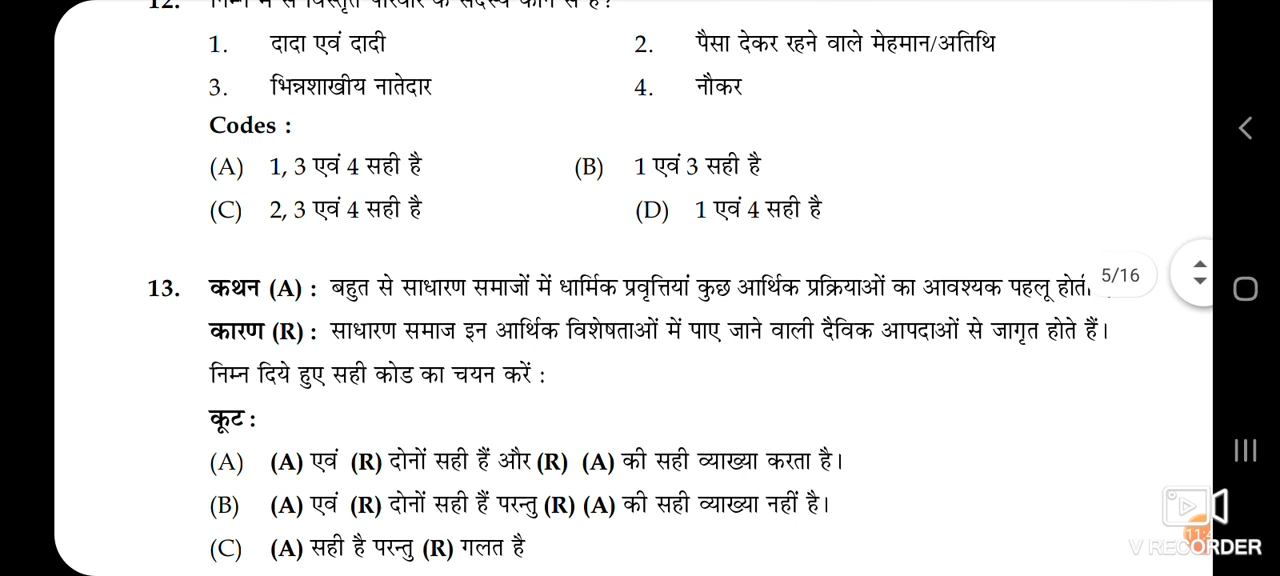 12. निम्न में से विस्तृत परिवार के सदस्य कौन से हैं?
1. दादा एवं दादी 2. पैसा देकर रहने वाले मेहमान/अतिथि
3. भिन्नशाखीय नातेदार 4. नौकर
Codes :
(A) 1, 3 एवं 4 सही है (B) 1 एवं 3 सही है
(C) 2, 3 एवं 4 सही है (D) 1 एवं 4 सही है
13. कथन (A) : बहुत से साधारण समाजों में धार्मिक प्रवृत्तियां कुछ आर्थिक प्रक्रियाओं का आवश्यक पहलू होती
5/16
कारण (R) : साधारण समाज इन आर्थिक विशेषताओं में पाए जाने वाली दैविक आपदाओं से जागृत होते हैं।
निम्न दिये हुए सही कोड का चयन करें :
कूट :
(A) (A) एवं (R) दोनों सही हैं और (R) (A) की सही व्याख्या करता है।
(B) (A) एवं (R) दोनों सही हैं परन्तु (R) (A) की सही व्याख्या नहीं है।
(C) (A) सही है परन्तु (R) गलत है
V RECORDER